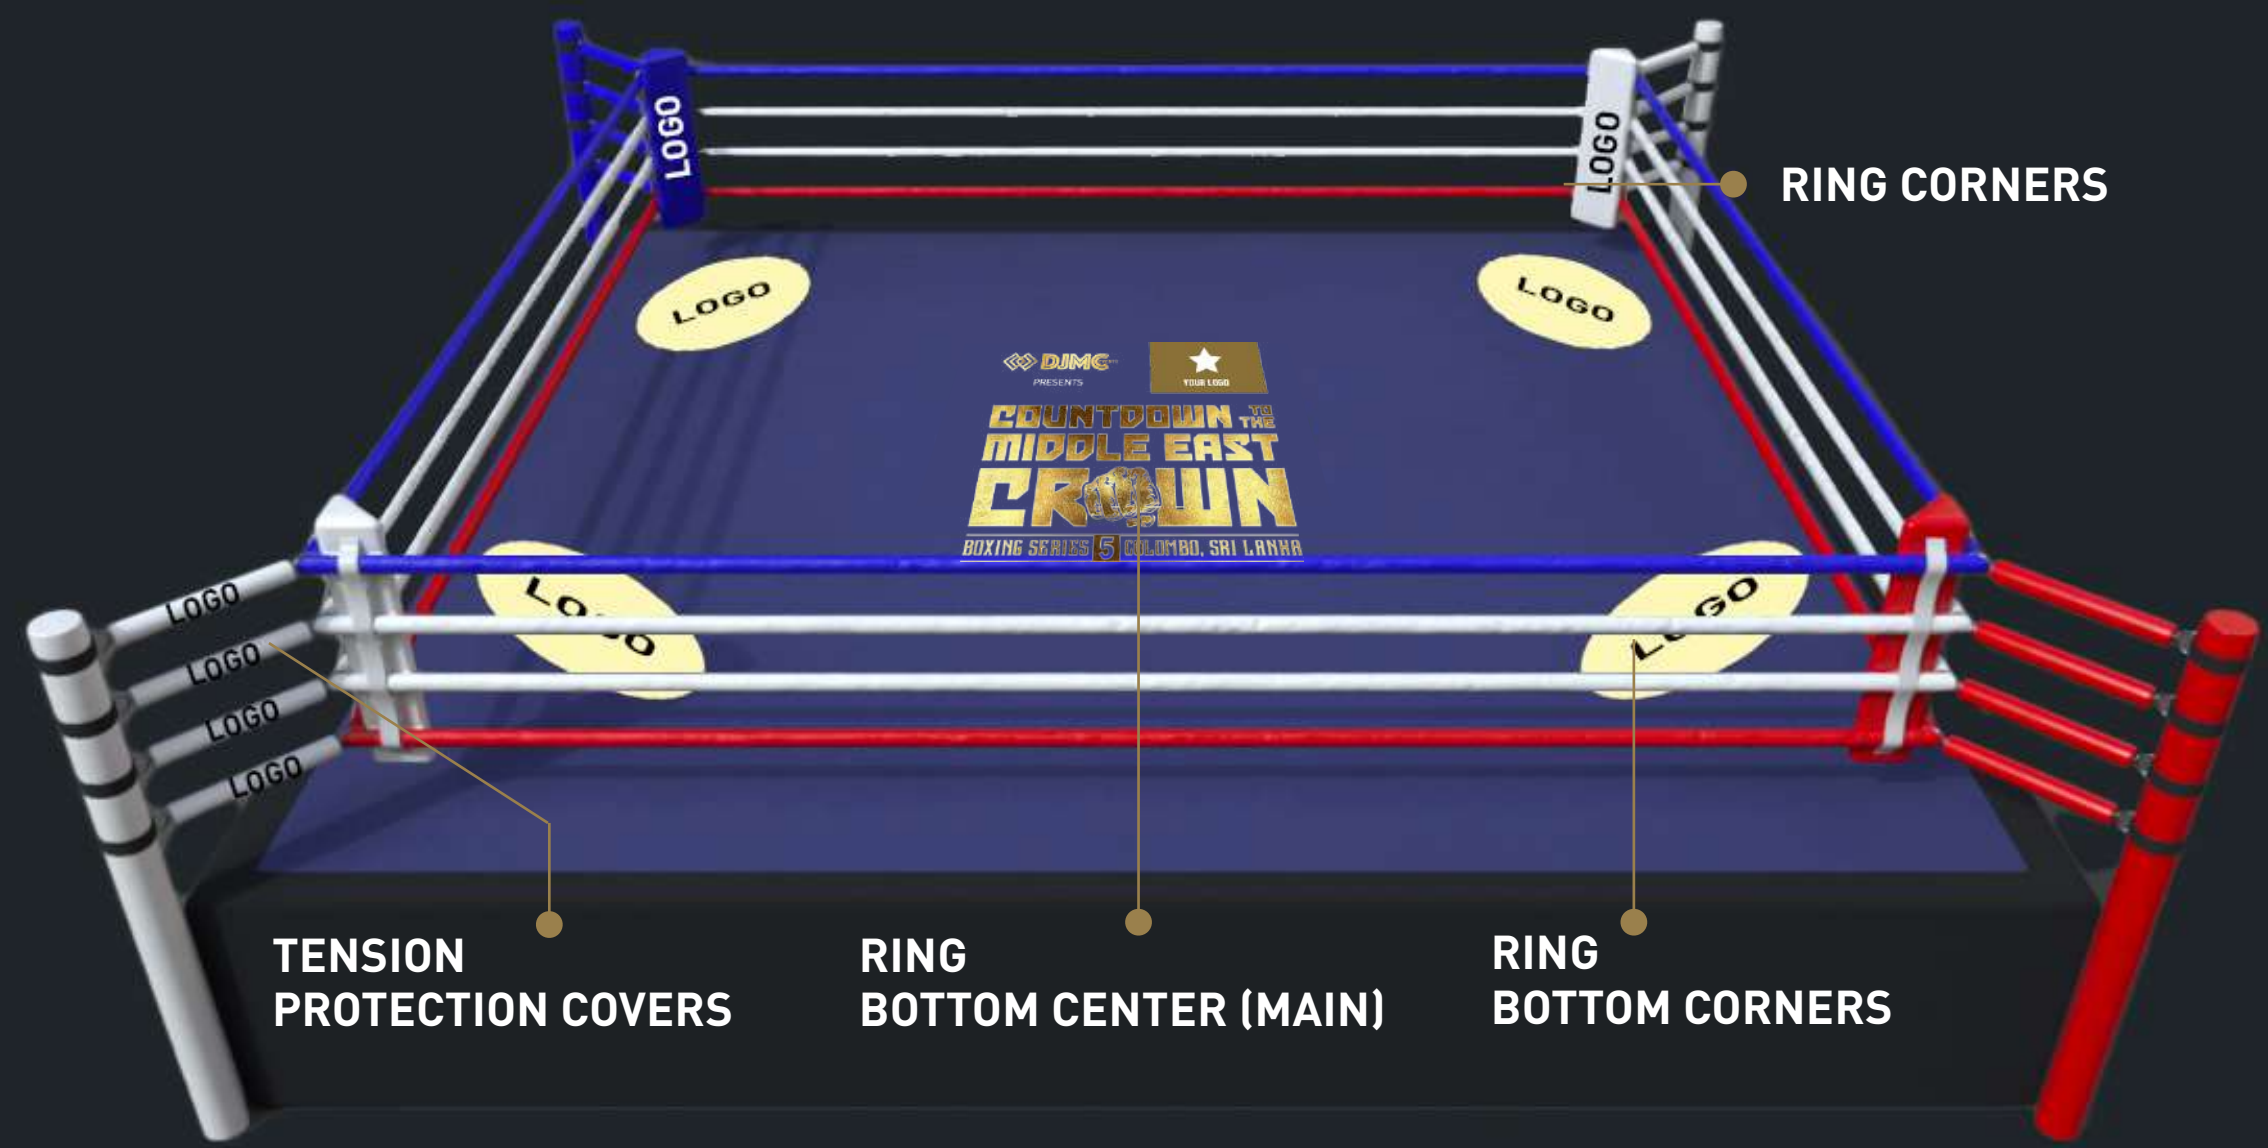 LOGO
LOGO
RING CORNERS
LOGO
LOGO
DJMC
PRESENTS
YOUR LOGO
COUNTDOWN TO THE
MIDDLE EAST
CROWN
BOXING SERIES 5 COLOMBO, SRI LANKA
LOGO
LOGO
LOGO
LOGO
LOGO
LOGO
TENSION
PROTECTION COVERS
RING
BOTTOM CENTER (MAIN)
RING
BOTTOM CORNERS